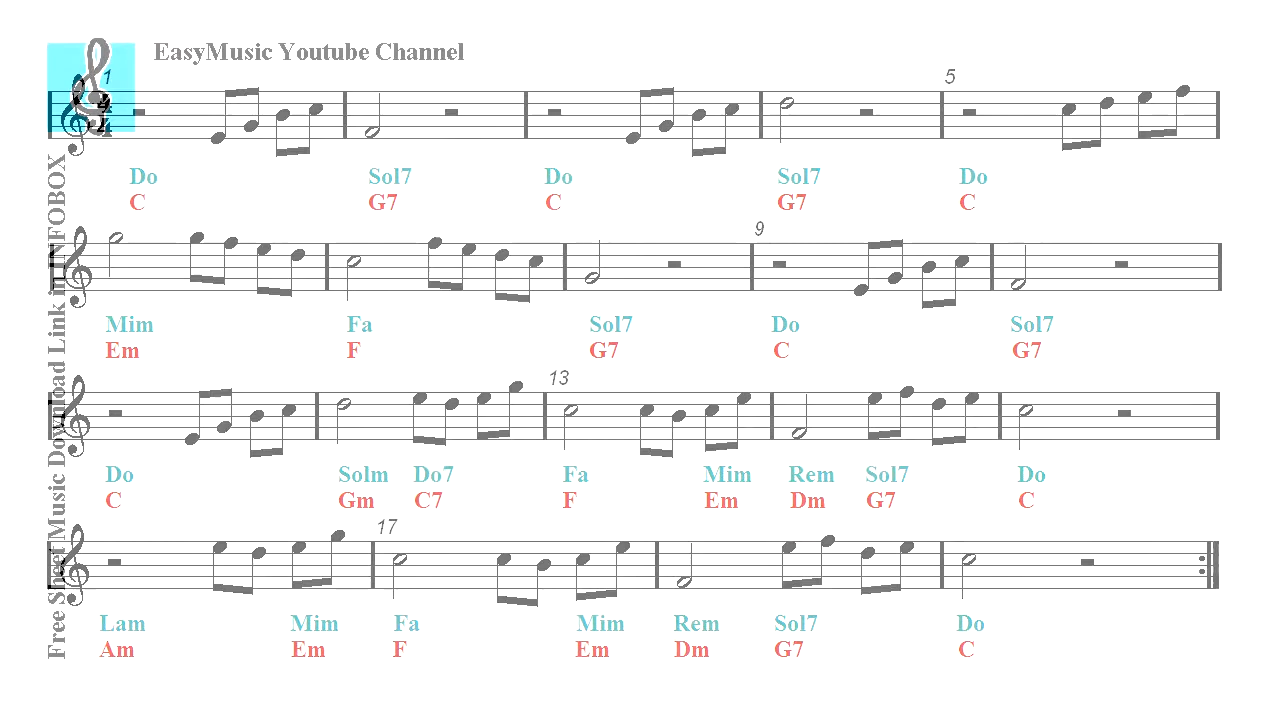 EasyMusic Youtube Channel
1
5
4
4
Do Sol7 Do Sol7 Do
C G7 C G7 C
9
Mim Fa Sol7 Do Sol7
Em F G7 C G7
13
Do Solm Do7 Fa Mim Rem Sol7 Do
C Gm C7 F Em Dm G7 C
17
Lam Mim Fa Mim Rem Sol7 Do
Am Em F Em Dm G7 C
Free Sheet Music Download Link in INFOBOX